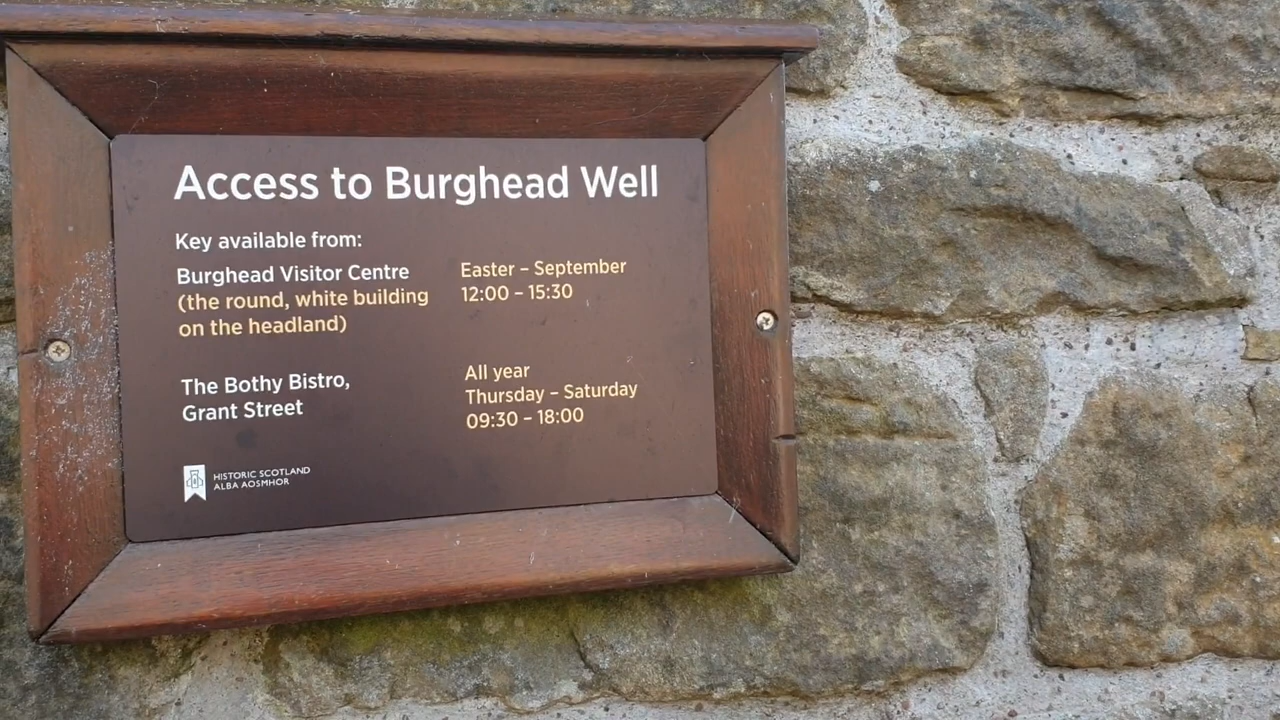 Access to Burghead Well
Key available from:
Burghead Visitor Centre
(the round, white building
on the headland)
Easter – September
12:00 – 15:30
The Bothy Bistro,
Grant Street
All year
Thursday – Saturday
09:30 – 18:00
HISTORIC SCOTLAND
ALBA AOSMHOR